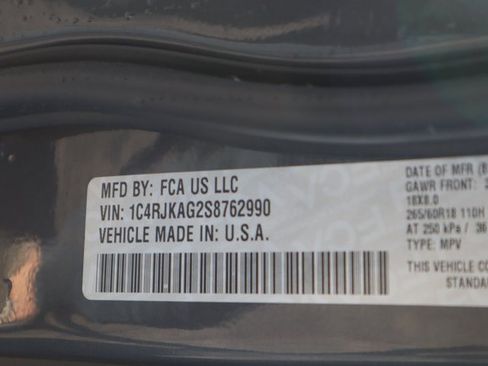 MFD BY: FCA US LLC
VIN: 1C4RJKAG2S8762990
VEHICLE MADE IN: U.S.A.
DATE OF MFR
GAWR FRONT:
18X8.0
265/60R18 110H
AT 250 kPa / 36
TYPE: MPV
THIS VEHICLE
STANDA